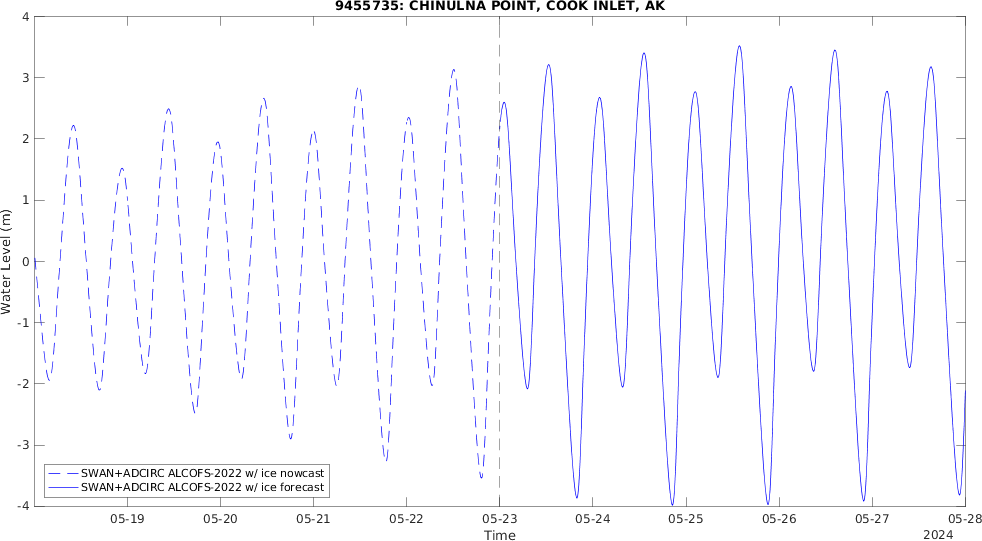 9455735: CHINULNA POINT, COOK INLET, AK
4
3
2
1
0
-1
-2
-3
-4
Water Level (m)
SWAN+ADCIRC ALCOFS-2022 w/ ice nowcast
SWAN+ADCIRC ALCOFS-2022 w/ ice forecast
05-19 05-20 05-21 05-22 05-23 05-24 05-25 05-26 05-27 05-28
Time
2024